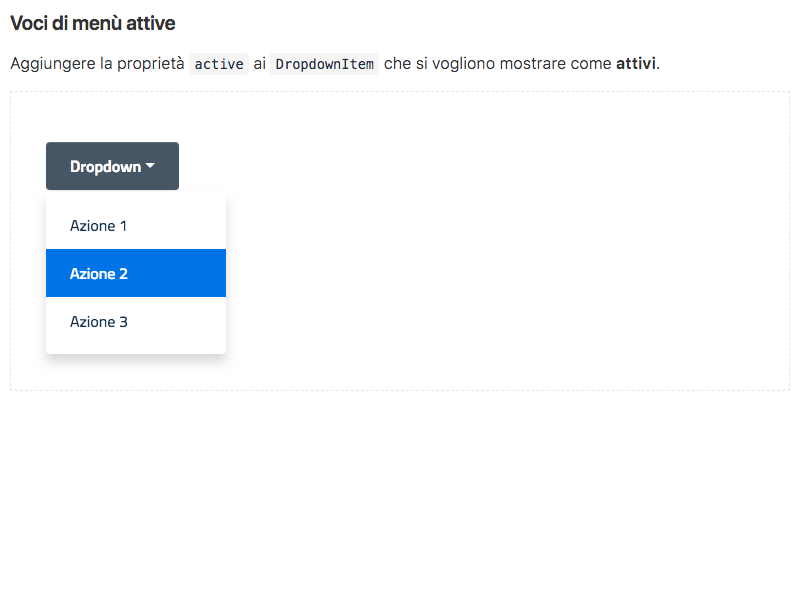 Voci di menù attive
Aggiungere la proprietà active ai DropdownItem che si vogliono mostrare come attivi.
Dropdown
Azione 1
Azione 2
Azione 3